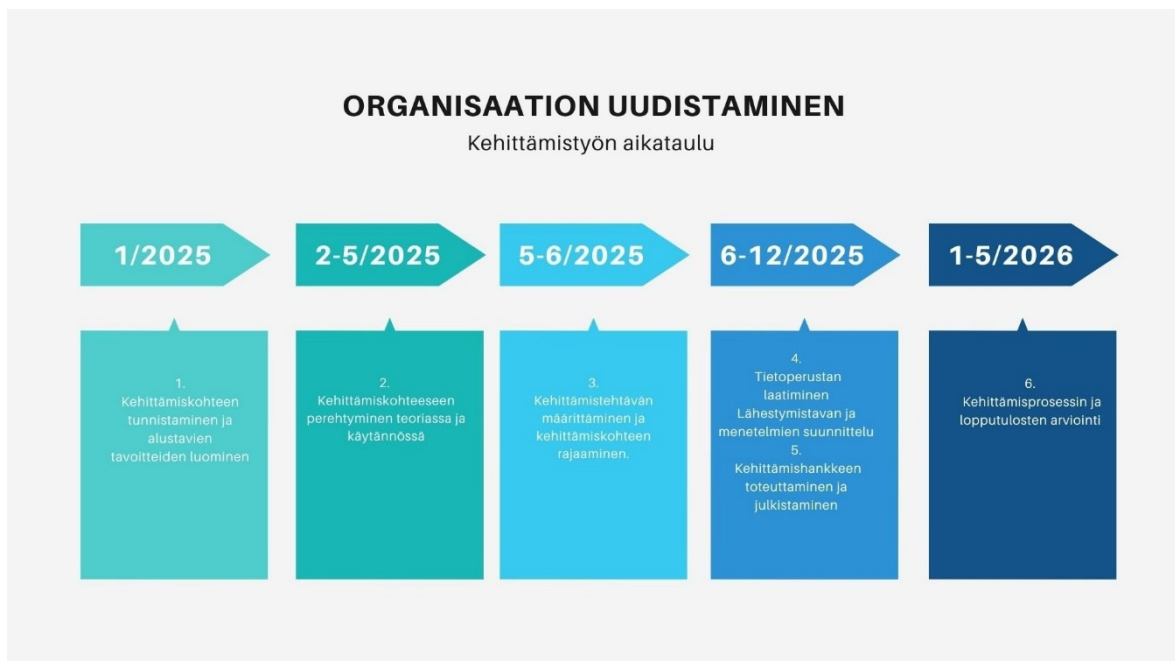 ORGANISAATION UUDISTAMINEN
Kehittämistyön aikataulu
1/2025
2-5/2025
5-6/2025
6-12/2025
1-5/2026
1.
Kehittämiskohteen
tunnistaminen ja
alustavien
tavoitteiden luominen
2.
Kehittämiskohteeseen
perehtyminen teoriassa ja
käytännössä
3.
Kehittämistehtävän
määrittäminen ja
kehittämiskohteen
rajaaminen.
4.
Tietoperustan
laatiminen
Lähestymistavan ja
menetelmien suunnittelu
5.
Kehittämishankkeen
toteuttaminen ja
julkistaminen
6.
Kehittämisprosessin ja
lopputulosten arviointi